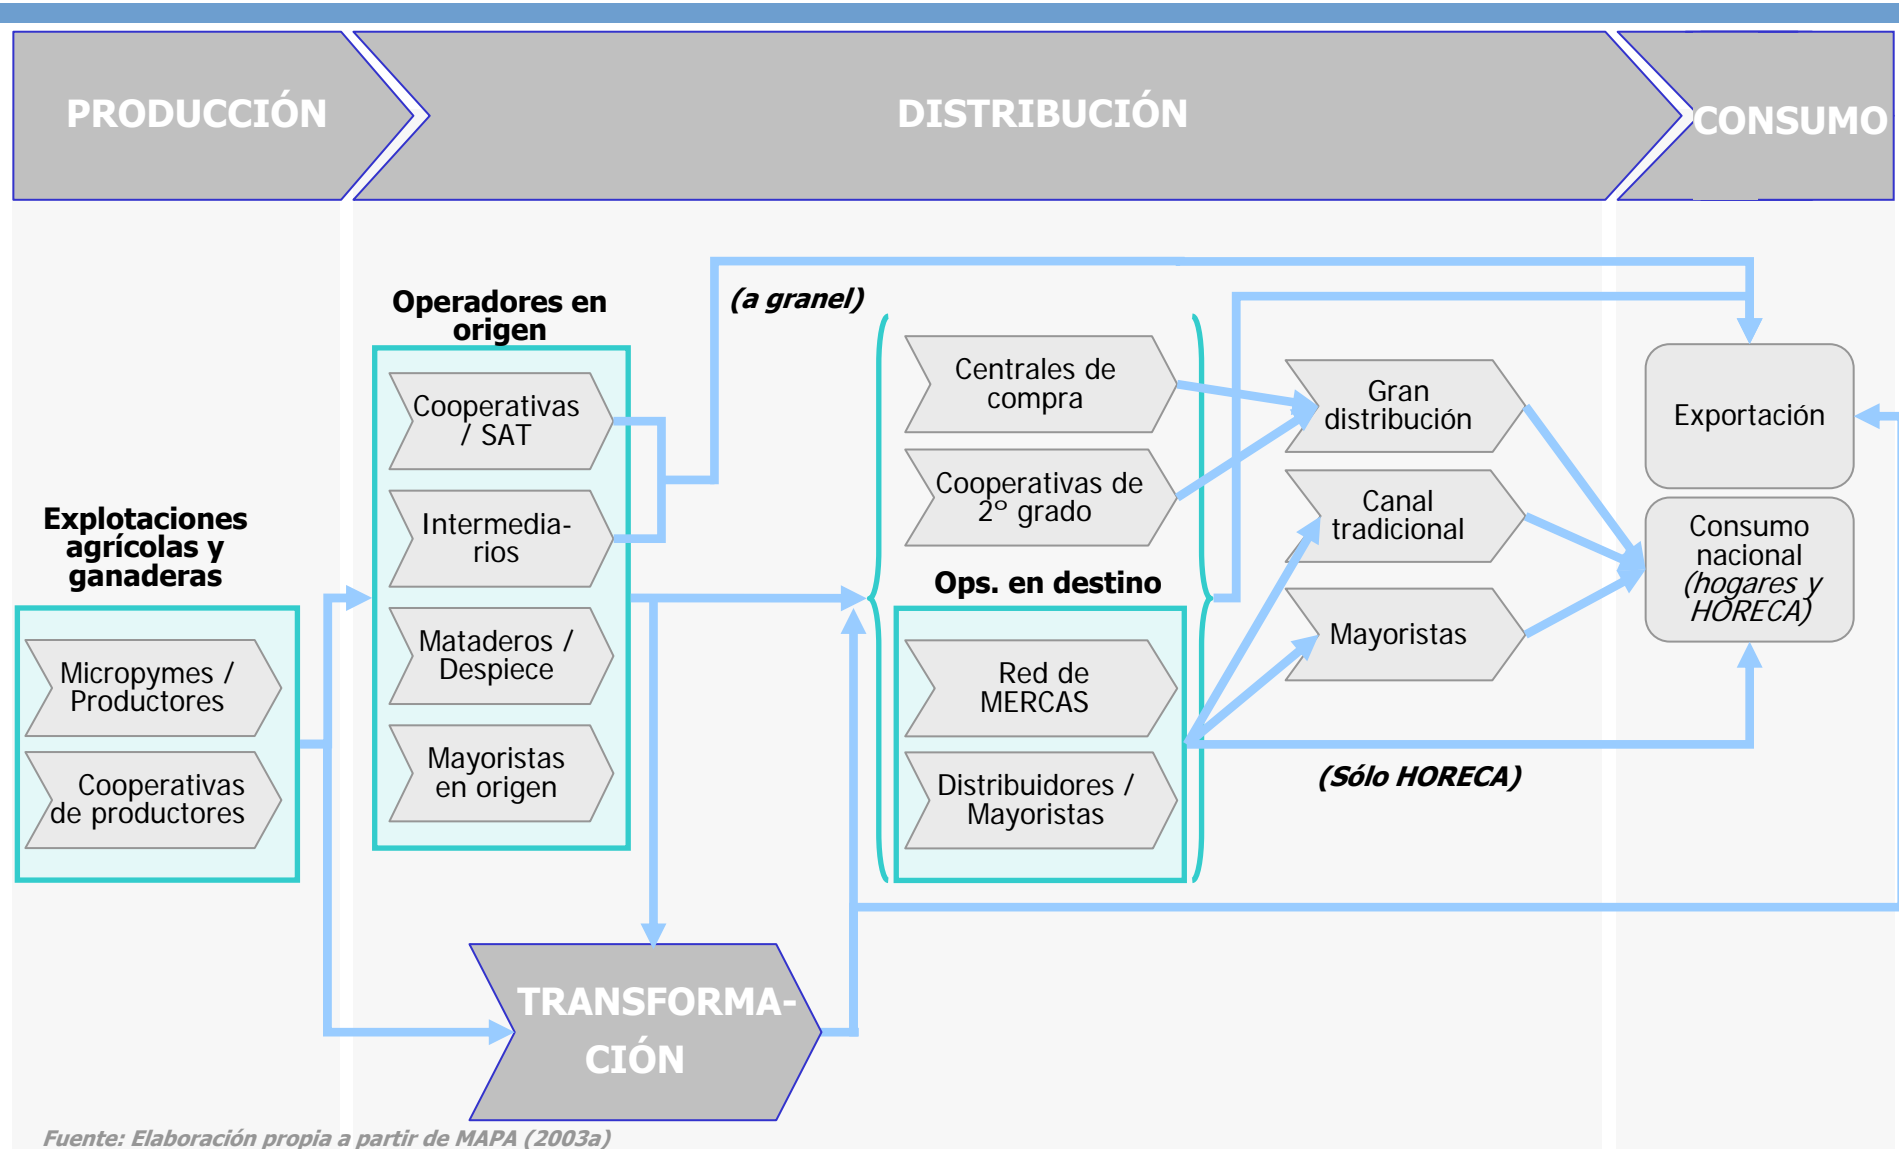 PRODUCCIÓN
DISTRIBUCIÓN
CONSUMO
Explotaciones
agrícolas y
ganaderas
Micropymes /
Productores
Cooperativas
de productores
Operadores en
origen
Cooperativas
/ SAT
Intermedia-
rios
Mataderos /
Despiece
Mayoristas
en origen
(a granel)
Centrales de
compra
Cooperativas de
2º grado
Ops. en destino
Red de
MERCAS
Distribuidores /
Mayoristas
Gran
distribución
Canal
tradicional
Mayoristas
(Sólo HORECA)
Exportación
Consumo
nacional
(hogares y
HORECA)
TRANSFORMA-
CIÓN
Fuente: Elaboración propia a partir de MAPA (2003a)